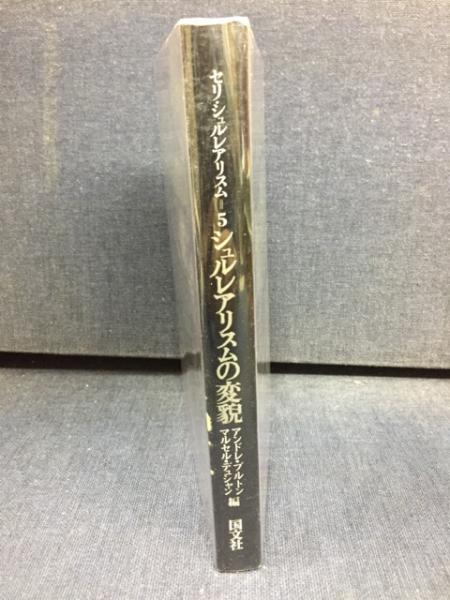 セリ・シュルレアリスム=5
シュルレアリスムの変貌
アンドレ・ブルトン
マルセル・デュシャン
編
国文社